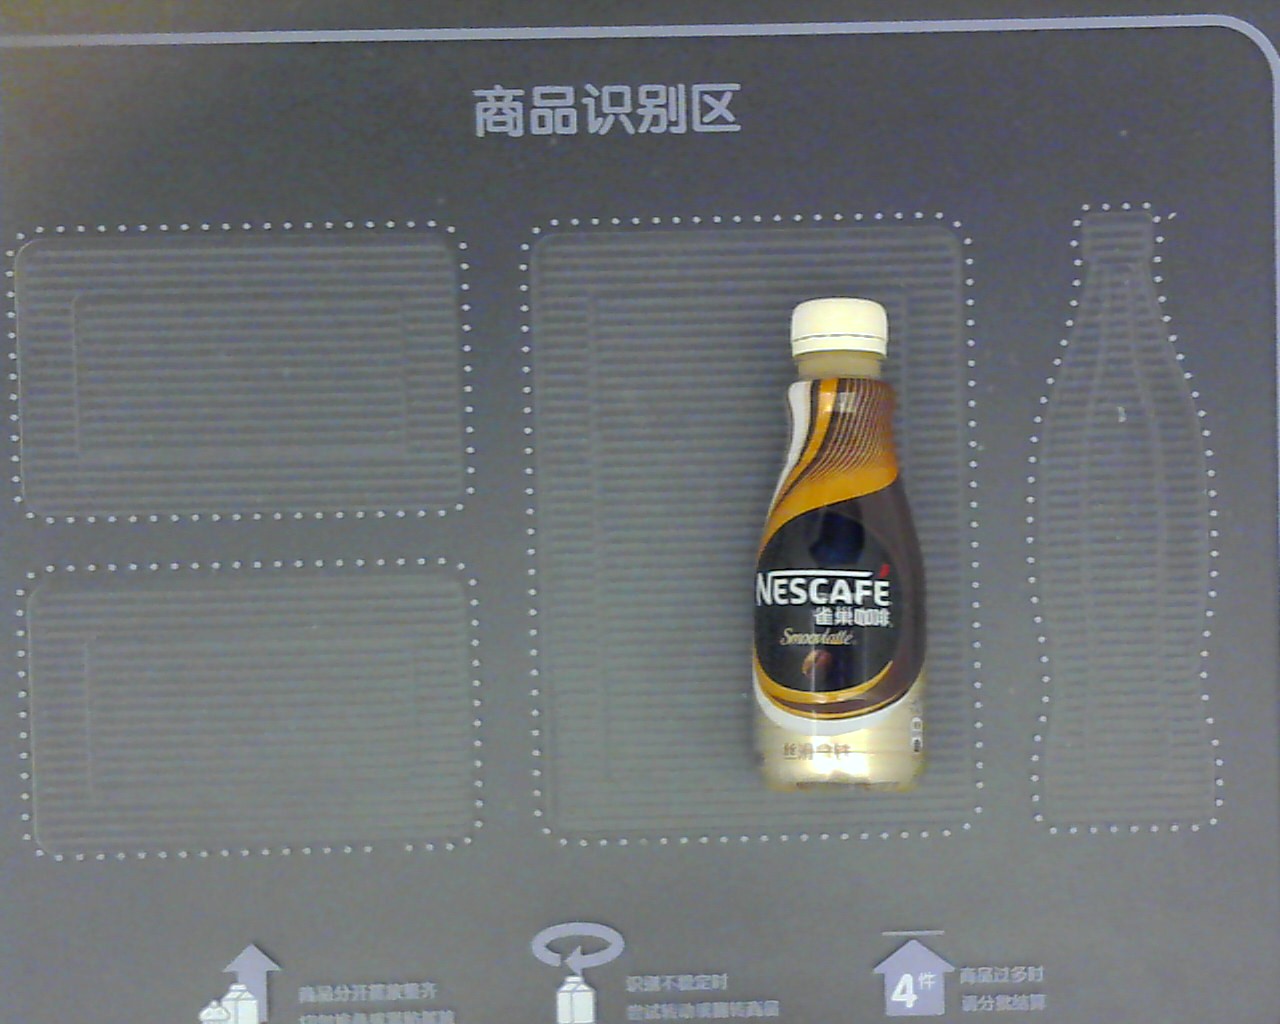 商品识别区
NESCAFÉ
雀巢咖啡
Smoovlatte
丝滑拿铁
商品分开摆放整齐
识别不稳定时
尝试转动或翻转商品
4件
商品过多时
请分批结算